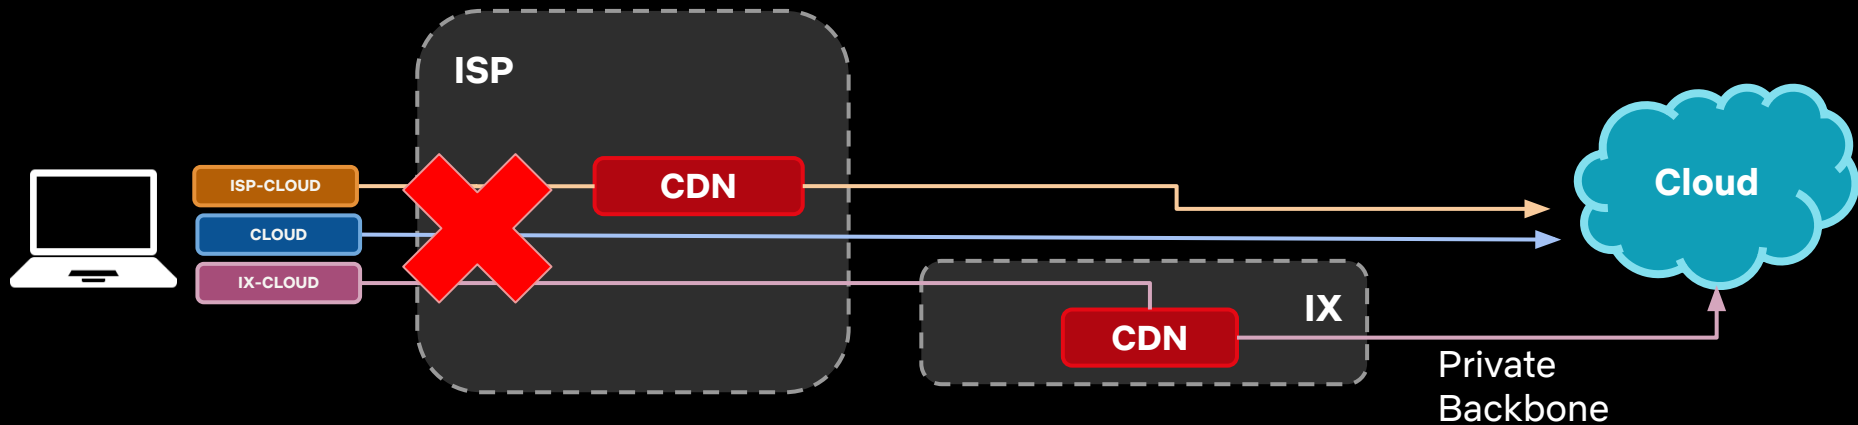 ISP
ISP-CLOUD
CDN
Cloud
CLOUD
IX-CLOUD
IX
CDN
Private
Backbone